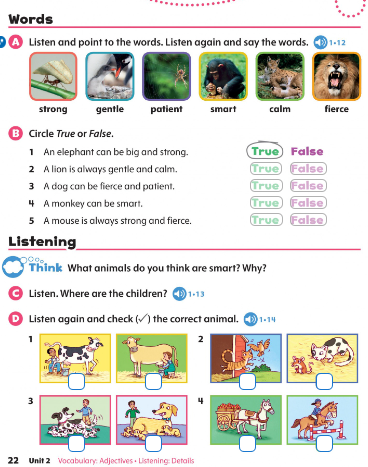 Words
A Listen and point to the words. Listen again and say the words. 1·12
strong gentle patient smart calm fierce
B Circle True or False.
1 An elephant can be big and strong. True False
2 A lion is always gentle and calm. True False
3 A dog can be fierce and patient. True False
4 A monkey can be smart. True False
5 A mouse is always strong and fierce. True False
Listening
Think What animals do you think are smart? Why?
C Listen. Where are the children? 1·13
D Listen again and check (✓) the correct animal. 1·14
1 2
3 4
22 Unit 2 Vocabulary: Adjectives • Listening: Details